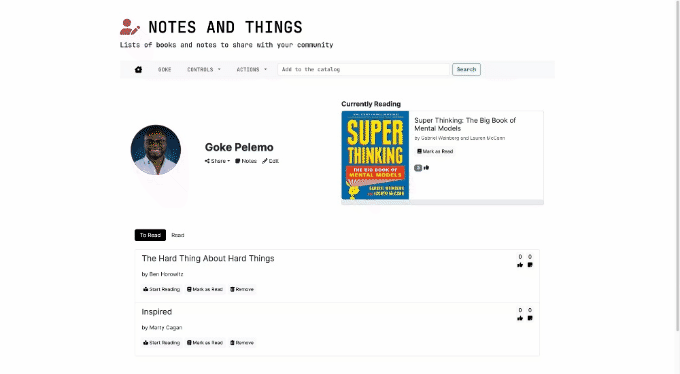 NOTES AND THINGS
Lists of books and notes to share with your community
GOKE CONTROLS ACTIONS Add to the catalog Search
Currently Reading
SUPER
THINKING
THE BIG BOOK OF
MENTAL MODELS
GABRIEL WEINBERG
AND LAUREN McCANN
Super Thinking: The Big Book of
Mental Models
by Gabriel Weinberg and Lauren McCann
Mark as Read
0
Goke Pelemo
Share Notes Edit
To Read Read
The Hard Thing About Hard Things 0 0
by Ben Horowitz
Start Reading Mark as Read Remove
Inspired 0 0
by Marty Cagan
Start Reading Mark as Read Remove